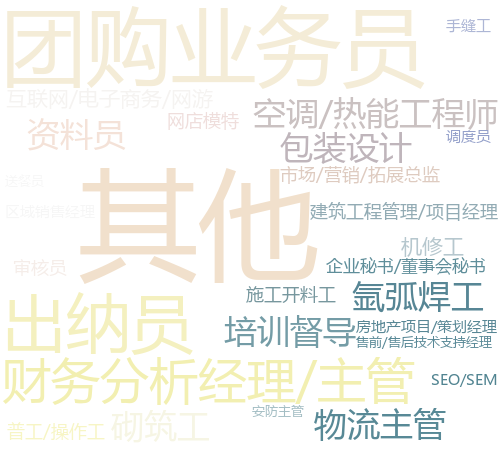 团购业务员
手缝工
互联网/电子商务/网游
空调/热能工程师
网店模特
资料员
包装设计
调度员
市场/营销/拓展总监
其他
区域销售经理
建筑工程管理/项目经理
机修工
审核员
企业秘书/董事会秘书
施工开料工
氩弧焊工
出纳员
培训督导
房地产项目/策划经理
售前/售后技术支持经理
财务分析经理/主管
SEO/SEM
安防主管
普工/操作工
砌筑工
物流主管